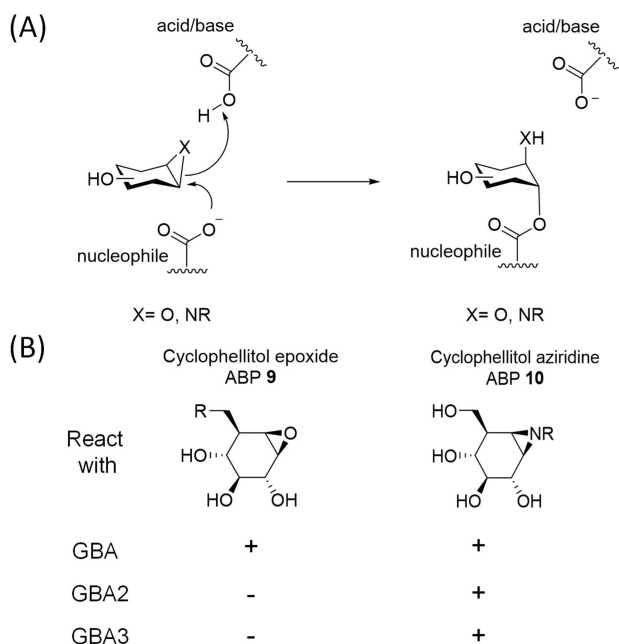 (A)
acid/base
acid/base
O
O
H
X
HO
O
O⁻
nucleophile
O
O⁻
XH
HO
O
O
nucleophile
X= O, NR
X= O, NR
(B)
Cyclophellitol epoxide
ABP 9
Cyclophellitol aziridine
ABP 10
React
with
R
O
HO
HO
OH
HO
NR
HO
HO
OH
GBA + +
GBA2 - +
GBA3 - +